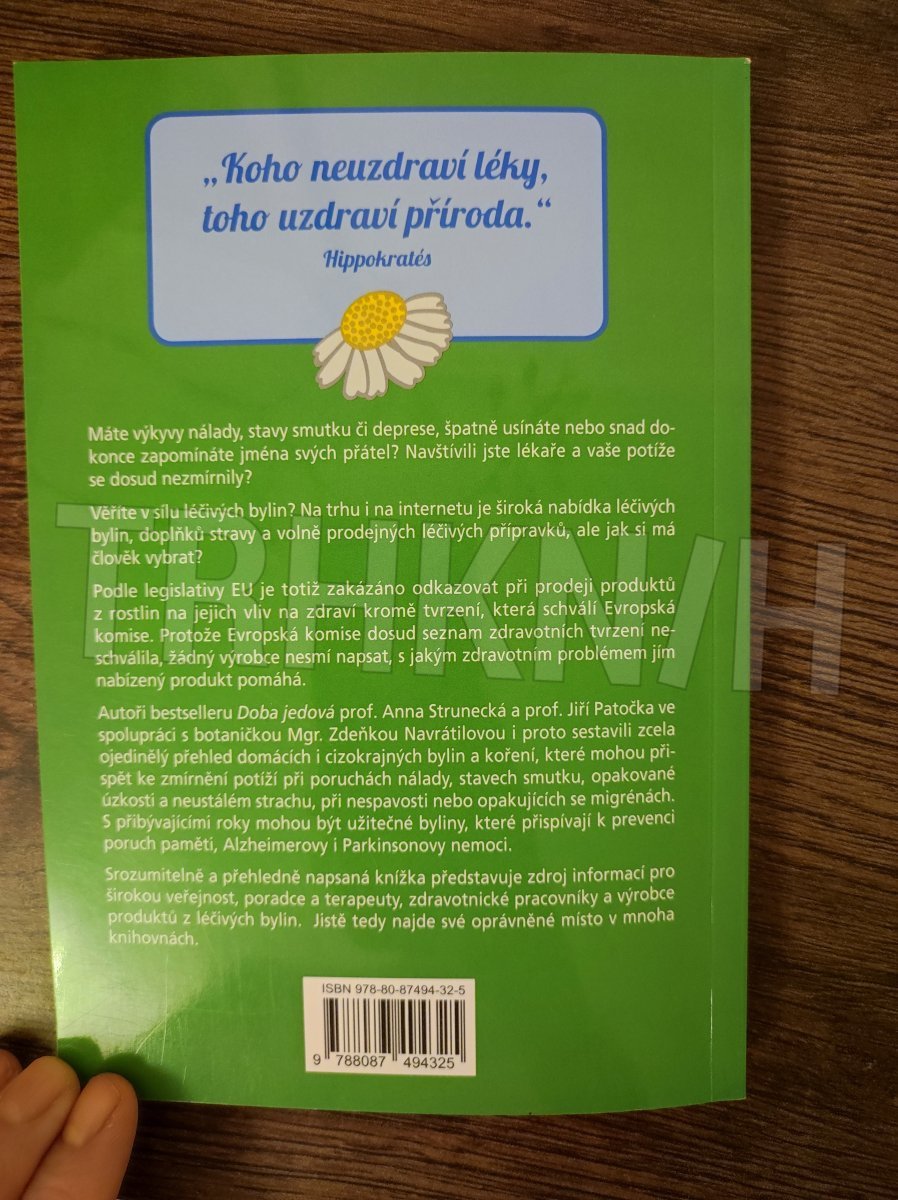 „Koho neuzdraví léky,
toho uzdraví příroda.“
Hippokratés
Máte výkyvy nálady, stavy smutku či deprese, špatně usínáte nebo snad do-
konce zapomínáte jména svých přátel? Navštívili jste lékaře a vaše potíže
se dosud nezmírnily?
Věříte v sílu léčivých bylin? Na trhu i na internetu je široká nabídka léčivých
bylin, doplňků stravy a volně prodejných léčivých přípravků, ale jak si má
člověk vybrat?
Podle legislativy EU je totiž zakázáno odkazovat při prodeji produktů
z rostlin na jejich vliv na zdraví kromě tvrzení, která schválí Evropská
komise. Protože Evropská komise dosud seznam zdravotních tvrzení ne-
schválila, žádný výrobce nesmí napsat, s jakým zdravotním problémem jím
nabízený produkt pomáhá.
Autoři bestselleru Doba jedová prof. Anna Strunecká a prof. Jiří Patočka ve
spolupráci s botaničkou Mgr. Zdeňkou Navrátilovou i proto sestavili zcela
ojedinělý přehled domácích i cizokrajných bylin a koření, které mohou při-
spět ke zmírnění potíží při poruchách nálady, stavech smutku, opakované
úzkosti a neustálém strachu, při nespavosti nebo opakujících se migrénách.
S přibývajícími roky mohou být užitečné byliny, které přispívají k prevenci
poruch paměti, Alzheimerovy i Parkinsonovy nemoci.
Srozumitelně a přehledně napsaná knížka představuje zdroj informací pro
širokou veřejnost, poradce a terapeuty, zdravotnické pracovníky a výrobce
produktů z léčivých bylin. Jistě tedy najde své oprávněné místo v mnoha
knihovnách.
ISBN 978-80-87494-32-5
9 788087 494325
TRHKN/H